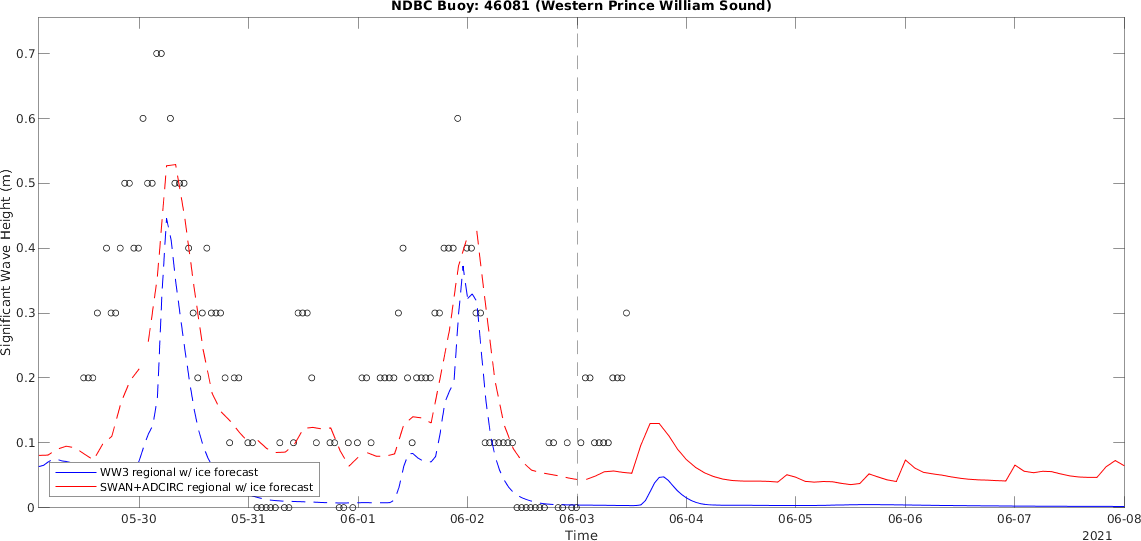 NDBC Buoy: 46081 (Western Prince William Sound)
Significant Wave Height (m)
0.7
0.6
0.5
0.4
0.3
0.2
0.1
0
WW3 regional w/ ice forecast
SWAN+ADCIRC regional w/ ice forecast
05-30 05-31 06-01 06-02 06-03 06-04 06-05 06-06 06-07 06-08
Time
2021